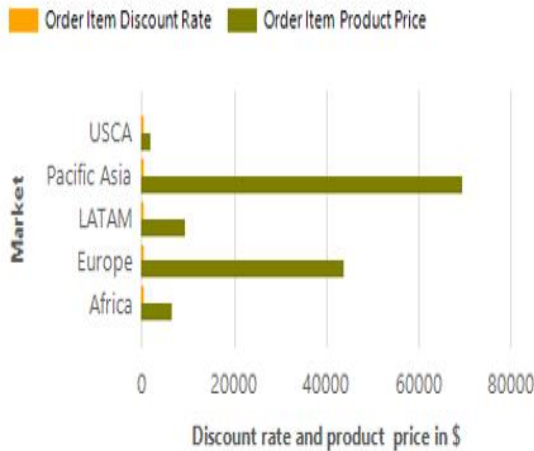 Order Item Discount Rate Order Item Product Price
USCA
Pacific Asia
LATAM
Europe
Africa
Market
0 20000 40000 60000 80000
Discount rate and product price in $